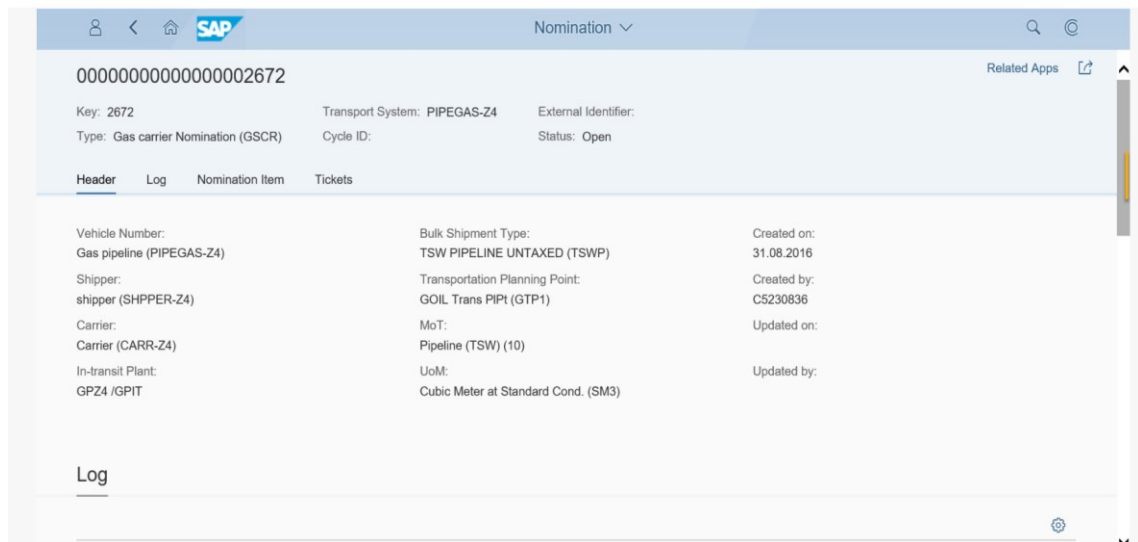 SAP Nomination
Related Apps
00000000000000002672
Key: 2672 Transport System: PIPEGAS-Z4 External Identifier:
Type: Gas carrier Nomination (GSCR) Cycle ID: Status: Open
Header Log Nomination Item Tickets
Vehicle Number: Bulk Shipment Type: Created on:
Gas pipeline (PIPEGAS-Z4) TSW PIPELINE UNTAXED (TSWP) 31.08.2016
Shipper: Transportation Planning Point: Created by:
shipper (SHPPER-Z4) GOIL Trans PlPt (GTP1) C5230836
Carrier: MoT: Updated on:
Carrier (CARR-Z4) Pipeline (TSW) (10)
In-transit Plant: UoM: Updated by:
GPZ4 /GPIT Cubic Meter at Standard Cond. (SM3)
Log